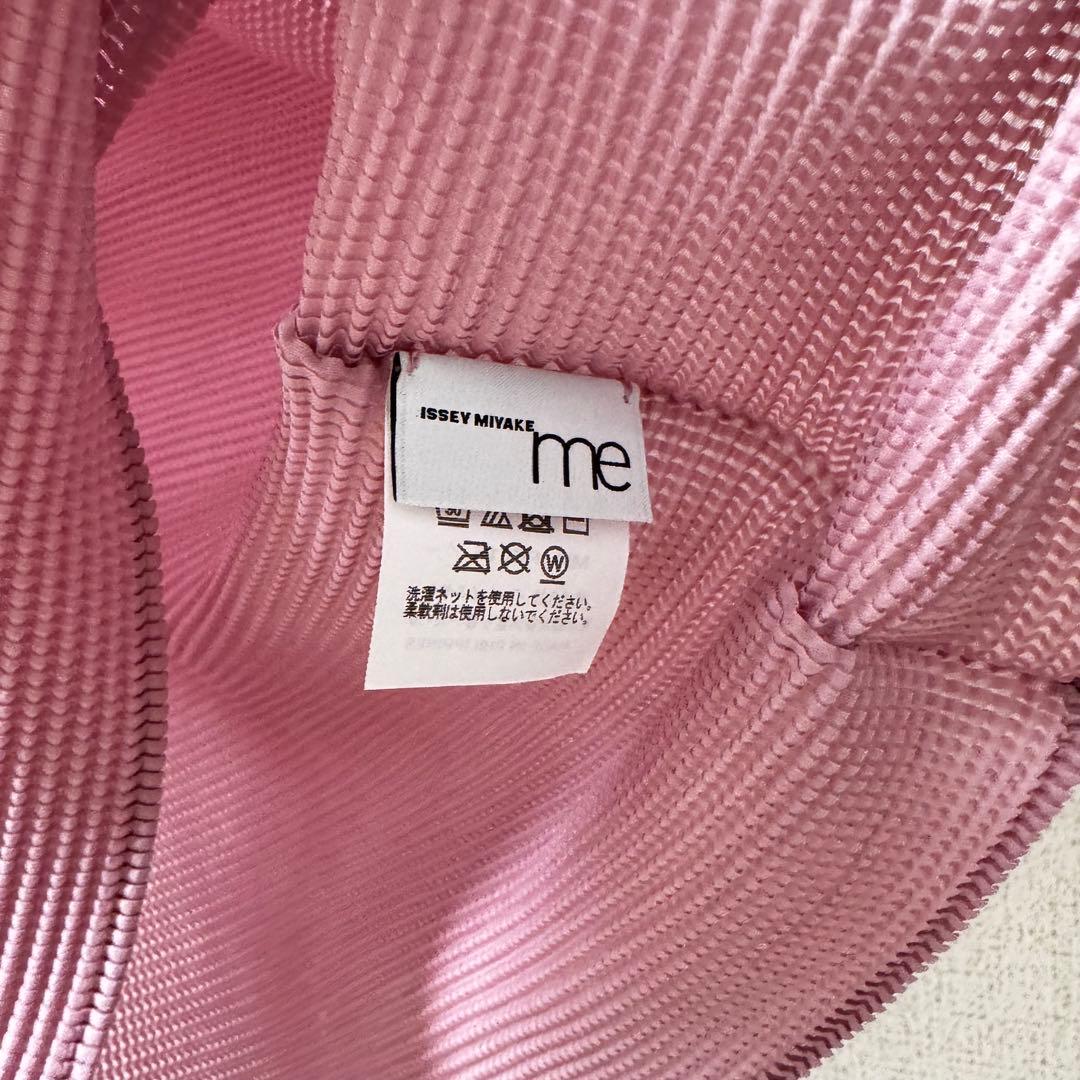 ISSEY MIYAKE
me
W
洗濯ネットを使用してください。
柔軟剤は使用しないでください。